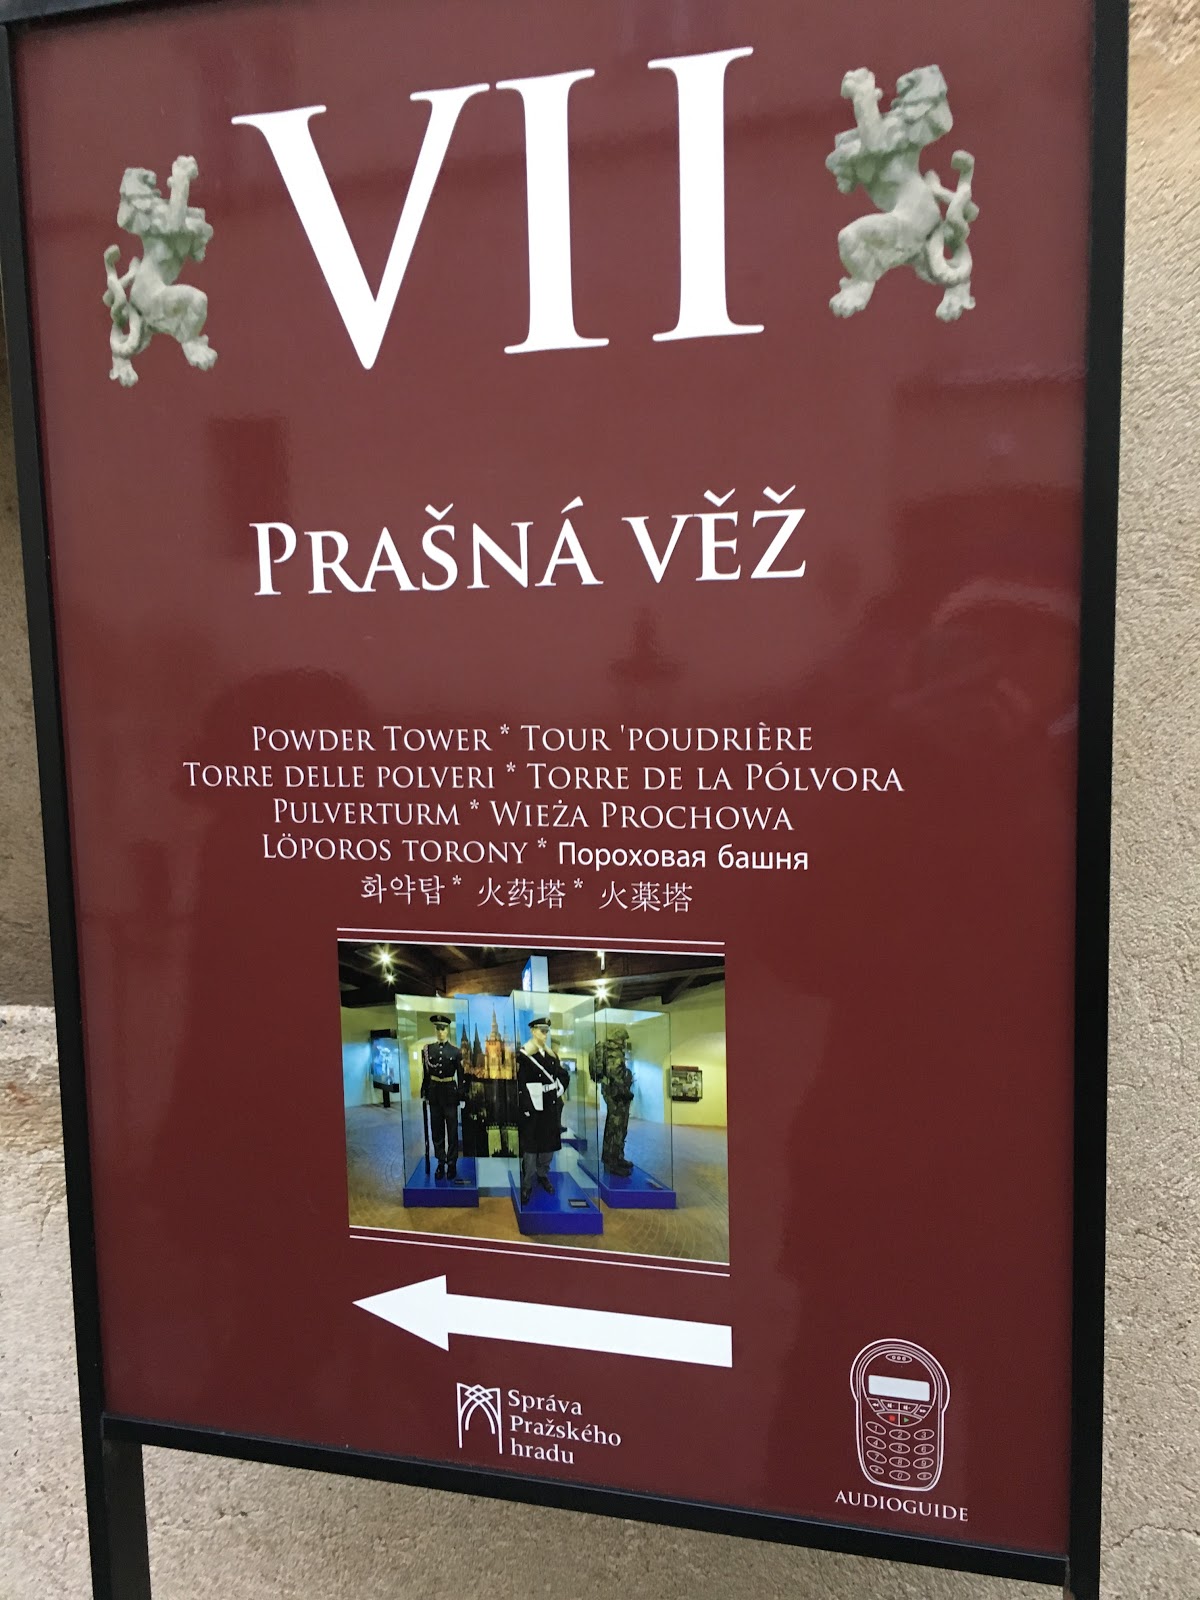 VII
PRAŠNÁ VĚŽ
POWDER TOWER * TOUR 'POUDRIÈRE
TORRE DELLE POLVERI * TORRE DE LA PÓLVORA
PULVERTURM * WIEŻA PROCHOWA
LÖPOROS TORONY * Пороховая башня
화약탑 * 火药塔 * 火薬塔
Správa
Pražského
hradu
AUDIOGUIDE